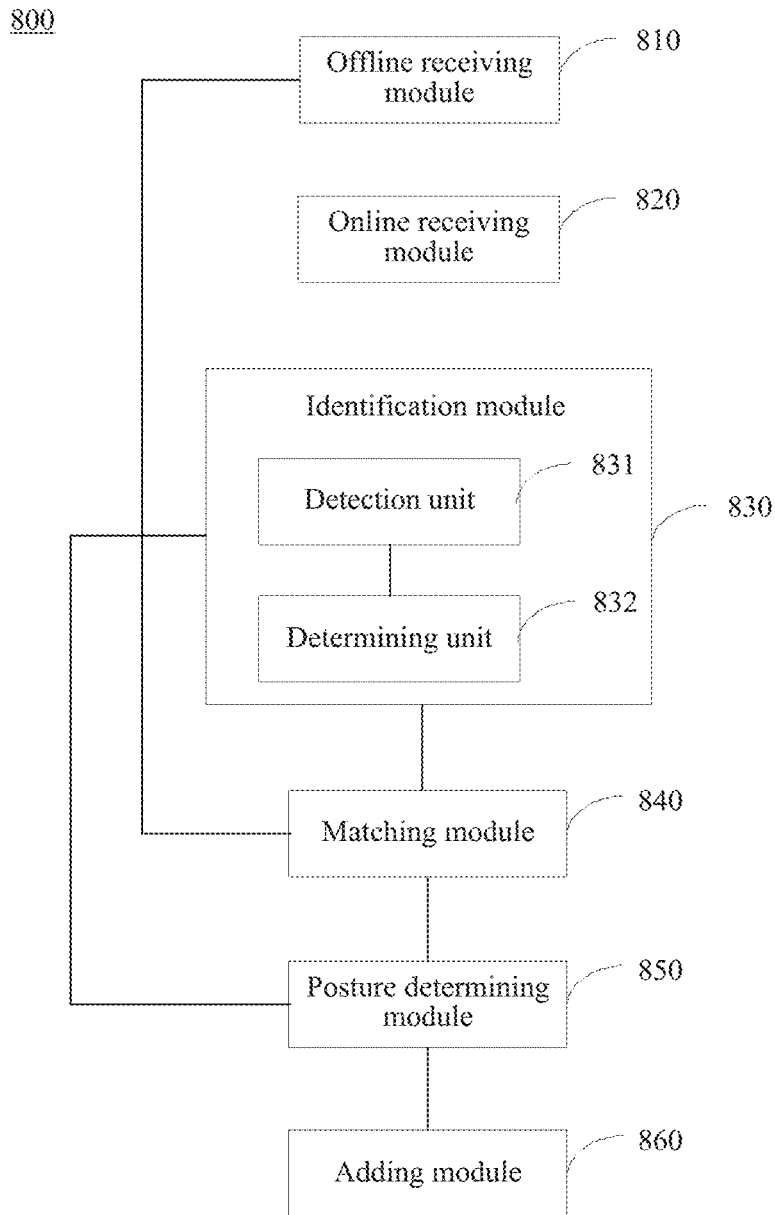 800
Offline receiving
module
810
Online receiving
module
820
Identification module
830
Detection unit
831
Determining unit
832
Matching module
840
Posture determining
module
850
Adding module
860